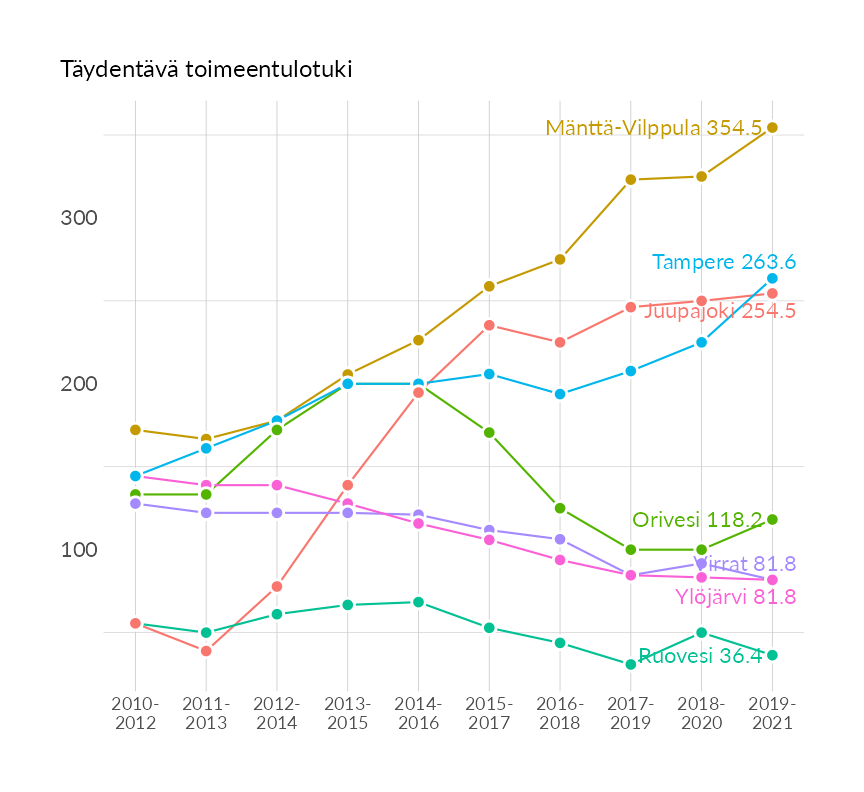 Täydentävä toimeentulotuki
Mänttä-Vilppula 354.5
300
Tampere 263.6
Juupajoki 254.5
200
Orivesi 118.2
100
Virrat 81.8
Ylöjärvi 81.8
Ruovesi 36.4
2010- 2011- 2012- 2013- 2014- 2015- 2016- 2017- 2018- 2019-
2012 2013 2014 2015 2016 2017 2018 2019 2020 2021